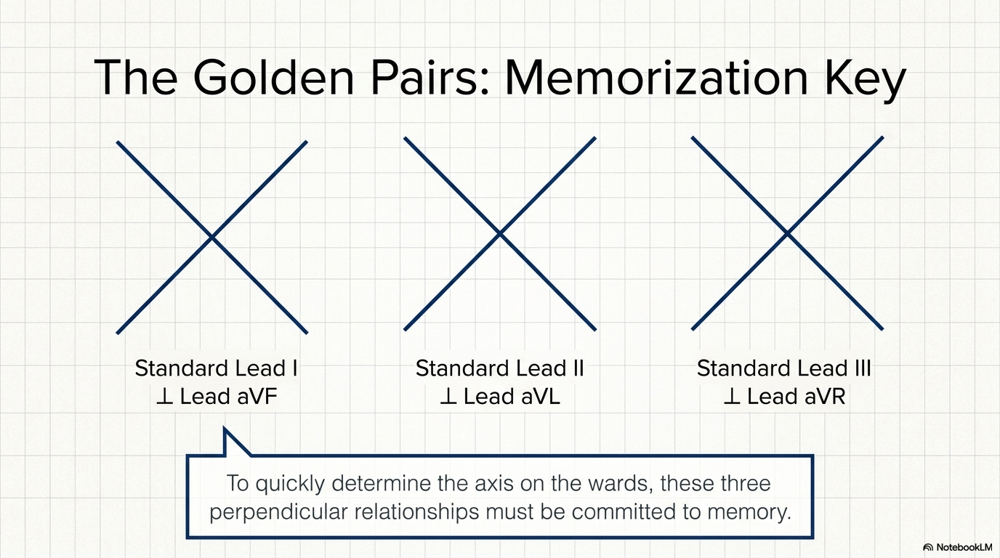 The Golden Pairs: Memorization Key
Standard Lead I
⊥ Lead aVF
Standard Lead II
⊥ Lead aVL
Standard Lead III
⊥ Lead aVR
To quickly determine the axis on the wards, these three
perpendicular relationships must be committed to memory.
NotebookLM